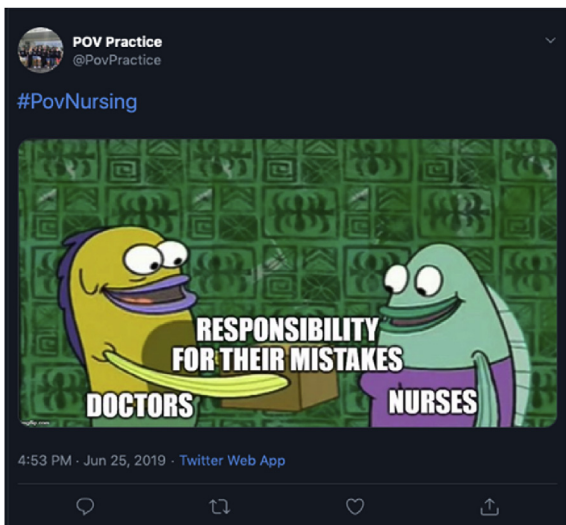 POV Practice
@PovPractice
#PovNursing
RESPONSIBILITY
FOR THEIR MISTAKES
DOCTORS
NURSES
4:53 PM · Jun 25, 2019 · Twitter Web App